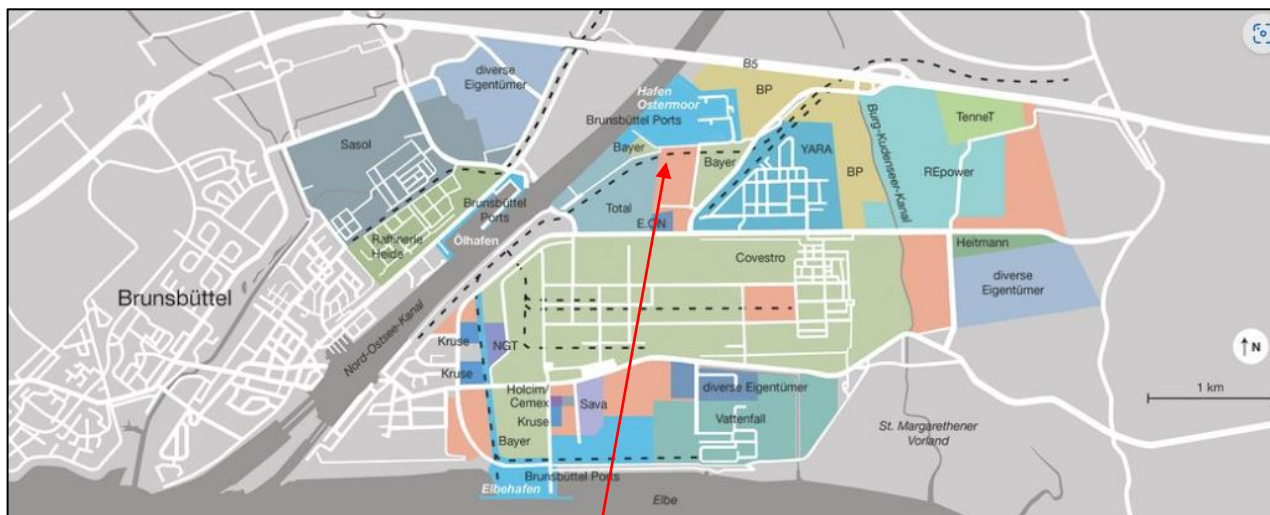 B5
diverse
Eigentümer
Hafen
Ostermoor
BP
Brunsbüttel Ports
TenneT
Sasol
Bayer
Bayer
YARA
BP
Burg-Kudenseer-Kanal
REpower
Brunsbüttel
Ports
Total
E.ON
Raffinerie
Heide
Ölhafen
Heitmann
Covestro
diverse
Eigentümer
Brunsbüttel
Nord-Ostsee-Kanal
Kruse
NGT
Kruse
N
1 km
Holcim/
Cemex
Kruse
Sava
diverse Eigentümer
Vattenfall
Bayer
St. Margarethener
Vorland
Brunsbüttel Ports
Elbehafen
Elbe